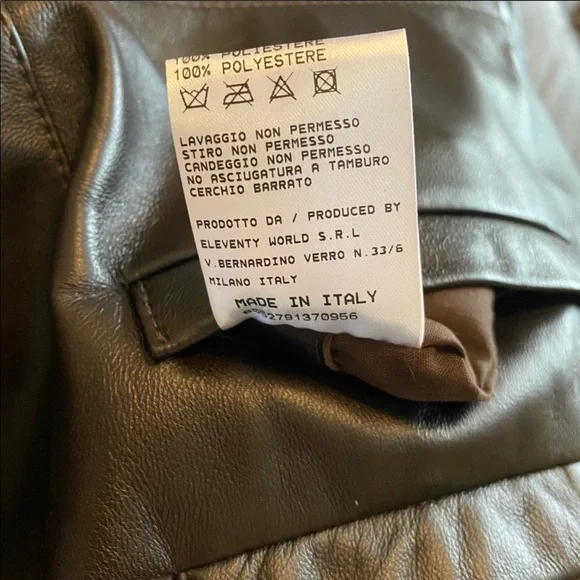 100% POLIESTERE
100% POLYESTERE
LAVAGGIO NON PERMESSO
STIRO NON PERMESSO
CANDEGGIO NON PERMESSO
NO ASCIUGATURA A TAMBURO
CERCHIO BARRATO
PRODOTTO DA / PRODUCED BY
ELEVENTY WORLD S.R.L
V.BERNARDINO VERRO N.33/6
MILANO ITALY
MADE IN ITALY